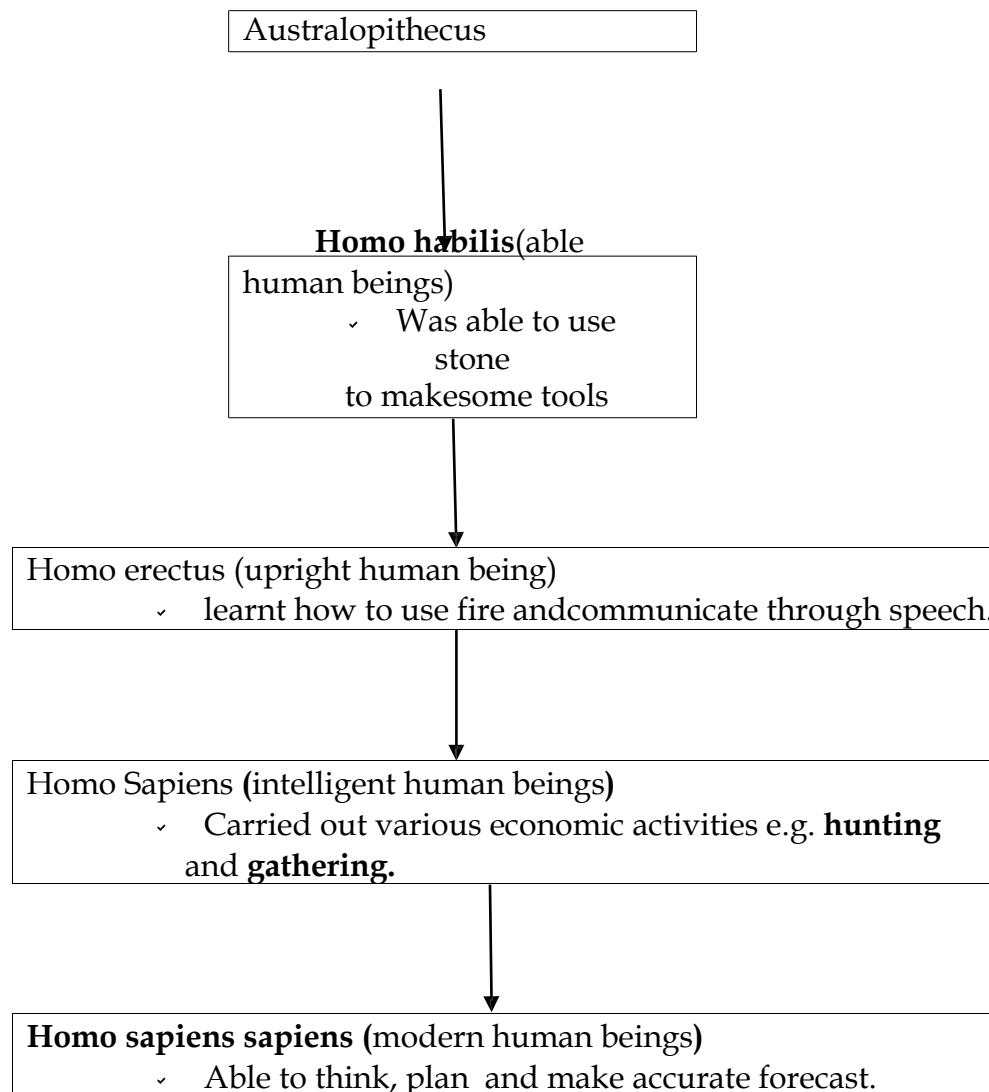 Australopithecus
Homo habilis(able
human beings)
✓ Was able to use
stone
to makesome tools
Homo erectus (upright human being)
✓ learnt how to use fire andcommunicate through speech.
Homo Sapiens (intelligent human beings)
✓ Carried out various economic activities e.g. hunting
and gathering.
Homo sapiens sapiens (modern human beings)
✓ Able to think, plan and make accurate forecast.